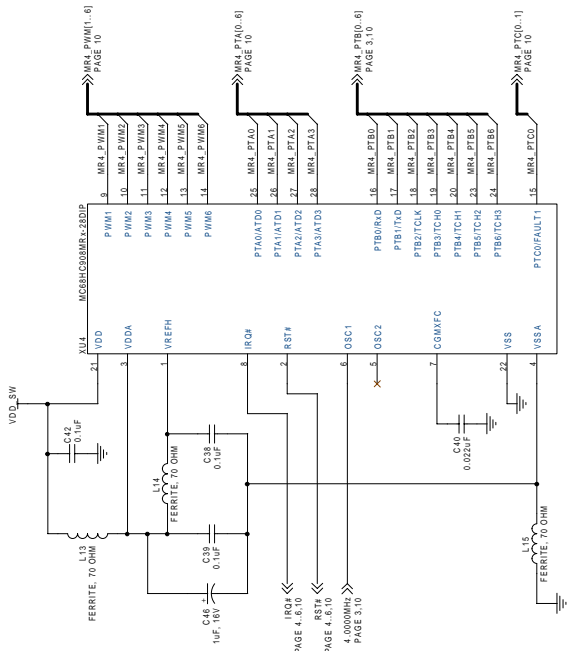 MR4_PWM[1..6]
PAGE 10
MR4_PTA[0..6]
PAGE 10
MR4_PTB[0..6]
PAGE 3,10
MR4_PTC[0..1]
PAGE 10
MR4_PWM1
MR4_PWM2
MR4_PWM3
MR4_PWM4
MR4_PWM5
MR4_PWM6
MR4_PTA0
MR4_PTA1
MR4_PTA2
MR4_PTA3
MR4_PTB0
MR4_PTB1
MR4_PTB2
MR4_PTB3
MR4_PTB4
MR4_PTB5
MR4_PTB6
MR4_PTC0
9
10
11
12
13
14
25
26
27
28
16
17
18
19
20
23
24
15
XU4
MC68HC908MRx-28DIP
PWM1
PWM2
PWM3
PWM4
PWM5
PWM6
PTA0/ATD0
PTA1/ATD1
PTA2/ATD2
PTA3/ATD3
PTB0/RxD
PTB1/TxD
PTB2/TCLK
PTB3/TCH0
PTB4/TCH1
PTB5/TCH2
PTB6/TCH3
PTC0/FAULT1
VDD
VDDA
VREFH
IRQ#
RST#
OSC1
OSC2
CGMXFC
VSS
VSSA
21
3
1
8
2
6
5
7
22
4
VDD_SW
C42
0.1uF
L13
FERRITE, 70 OHM
L14
FERRITE, 70 OHM
C38
0.1uF
C39
0.1uF
C46
+
1uF, 16V
C40
0.022uF
L15
FERRITE, 70 OHM
IRQ#
PAGE 4..6,10
RST#
PAGE 4..6,10
4.0000MHz
PAGE 3,10